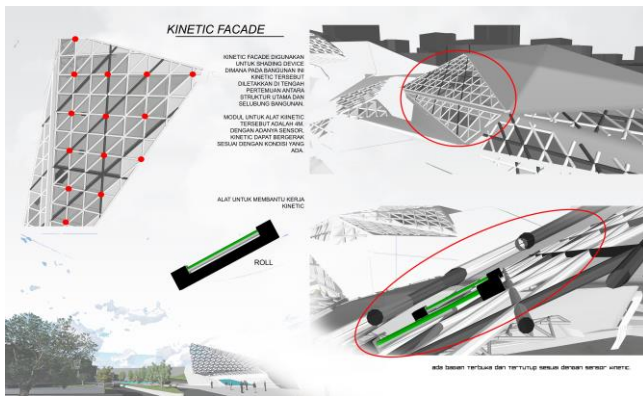 KINETIC FACADE
KINETIC FACADE DIGUNAKAN
UNTUK SHADING DEVICE
DIMANA PADA BANGUNAN INI
KINETIC TERSEBUT
DILETAKKAN DI TENGAH
PERTEMUAN ANTARA
STRUKTUR UTAMA DAN
SELUBUNG BANGUNAN.
MODUL UNTUK ALAT KINETIC
TERSEBUT ADALAH 4M.
DENGAN ADANYA SENSOR,
KINETIC DAPAT BERGERAK
SESUAI DENGAN KONDISI YANG
ADA.
ALAT UNTUK MEMBANTU KERJA
KINETIC
ROLL
ada bagian terbuka dan tertutup sesuai dengan sensor kinetic.